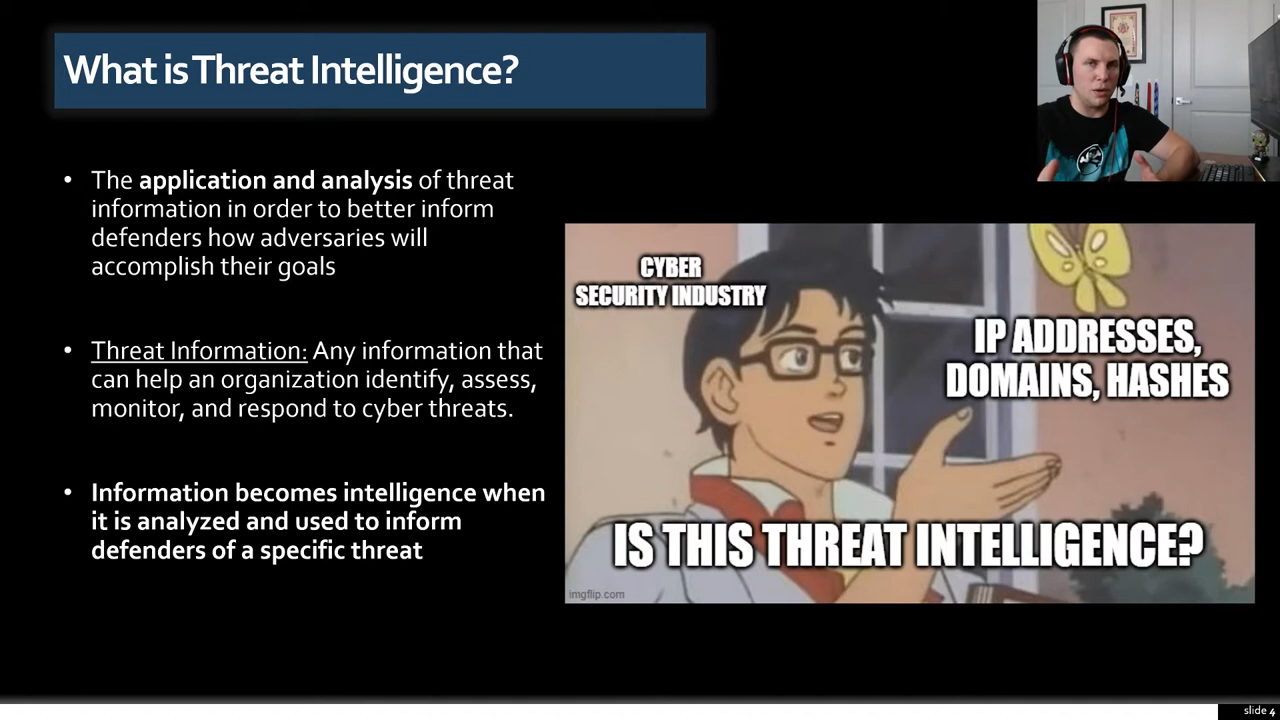 What is Threat Intelligence?
• The application and analysis of threat
information in order to better inform
defenders how adversaries will
accomplish their goals
• Threat Information: Any information that
can help an organization identify, assess,
monitor, and respond to cyber threats.
• Information becomes intelligence when
it is analyzed and used to inform
defenders of a specific threat
CYBER
SECURITY INDUSTRY
IP ADDRESSES,
DOMAINS, HASHES
IS THIS THREAT INTELLIGENCE?
imgflip.com
slide 4